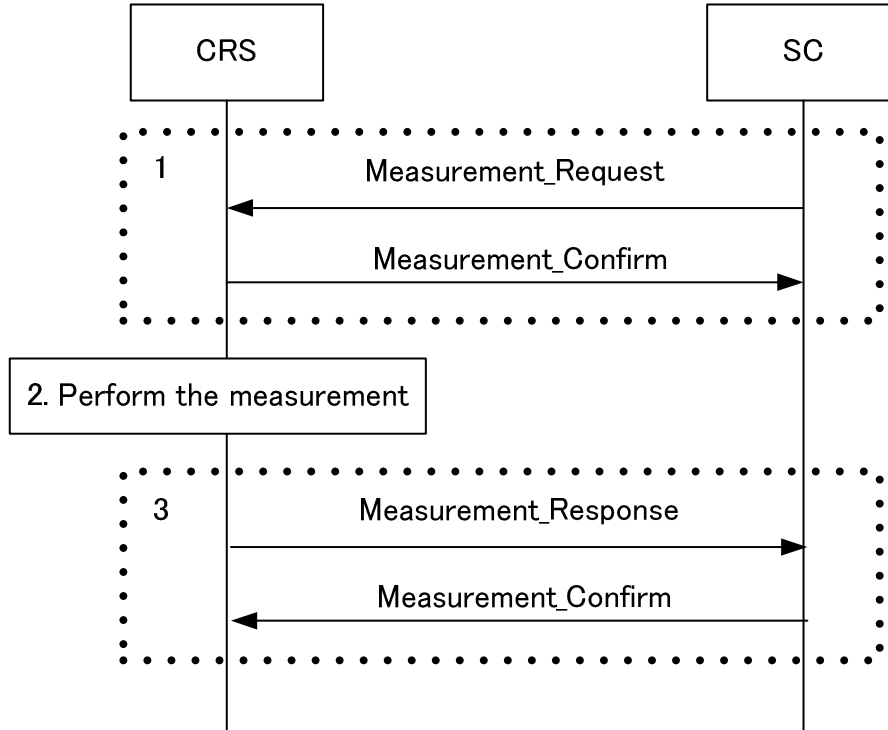 CRS
SC
1
Measurement_Request
Measurement_Confirm
2. Perform the measurement
3
Measurement_Response
Measurement_Confirm